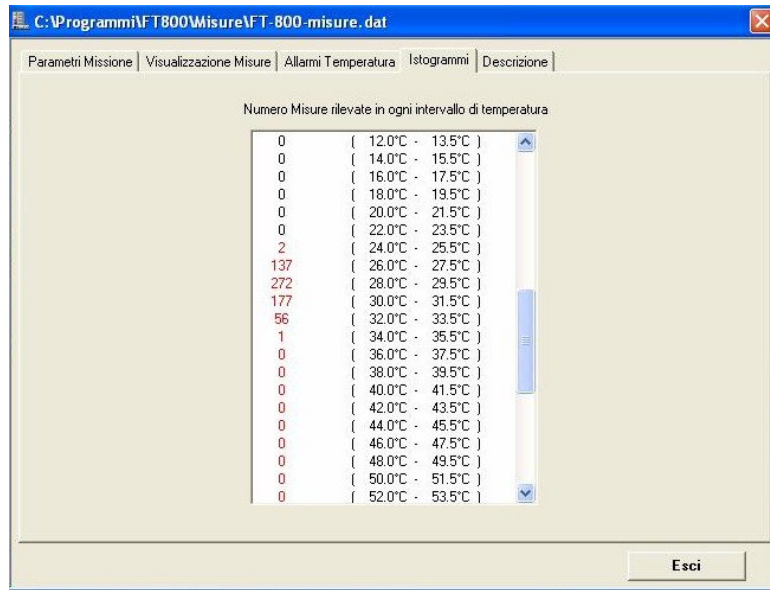 C:\Programmi\FT800\Misure\FT-800-misure.dat
Parametri Missione Visualizzazione Misure Allarmi Temperatura Istogrammi Descrizione
Numero Misure rilevate in ogni intervallo di temperatura
0 ( 12.0°C - 13.5°C )
0 ( 14.0°C - 15.5°C )
0 ( 16.0°C - 17.5°C )
0 ( 18.0°C - 19.5°C )
0 ( 20.0°C - 21.5°C )
0 ( 22.0°C - 23.5°C )
2 ( 24.0°C - 25.5°C )
137 ( 26.0°C - 27.5°C )
272 ( 28.0°C - 29.5°C )
177 ( 30.0°C - 31.5°C )
56 ( 32.0°C - 33.5°C )
1 ( 34.0°C - 35.5°C )
0 ( 36.0°C - 37.5°C )
0 ( 38.0°C - 39.5°C )
0 ( 40.0°C - 41.5°C )
0 ( 42.0°C - 43.5°C )
0 ( 44.0°C - 45.5°C )
0 ( 46.0°C - 47.5°C )
0 ( 48.0°C - 49.5°C )
0 ( 50.0°C - 51.5°C )
0 ( 52.0°C - 53.5°C )
Esci